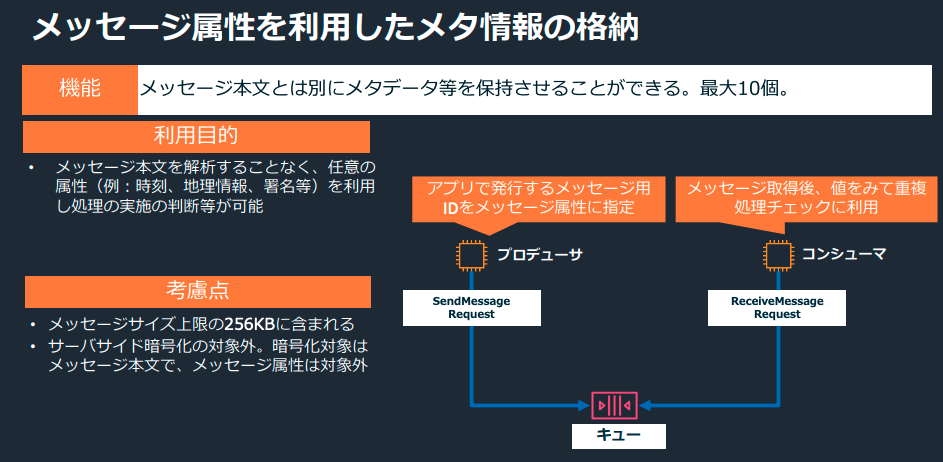 メッセージ属性を利用したメタ情報の格納
機能
メッセージ本文とは別にメタデータ等を保持させることができる。最大10個。
利用目的
• メッセージ本文を解析することなく、任意の
属性（例：時刻、地理情報、署名等）を利用
し処理の実施の判断等が可能
考慮点
• メッセージサイズ上限の256KBに含まれる
• サーバサイド暗号化の対象外。暗号化対象は
メッセージ本文で、メッセージ属性は対象外
アプリで発行するメッセージ用
IDをメッセージ属性に指定
メッセージ取得後、値をみて重複
処理チェックに利用
プロデューサ
コンシューマ
SendMessage
Request
ReceiveMessage
Request
キュー